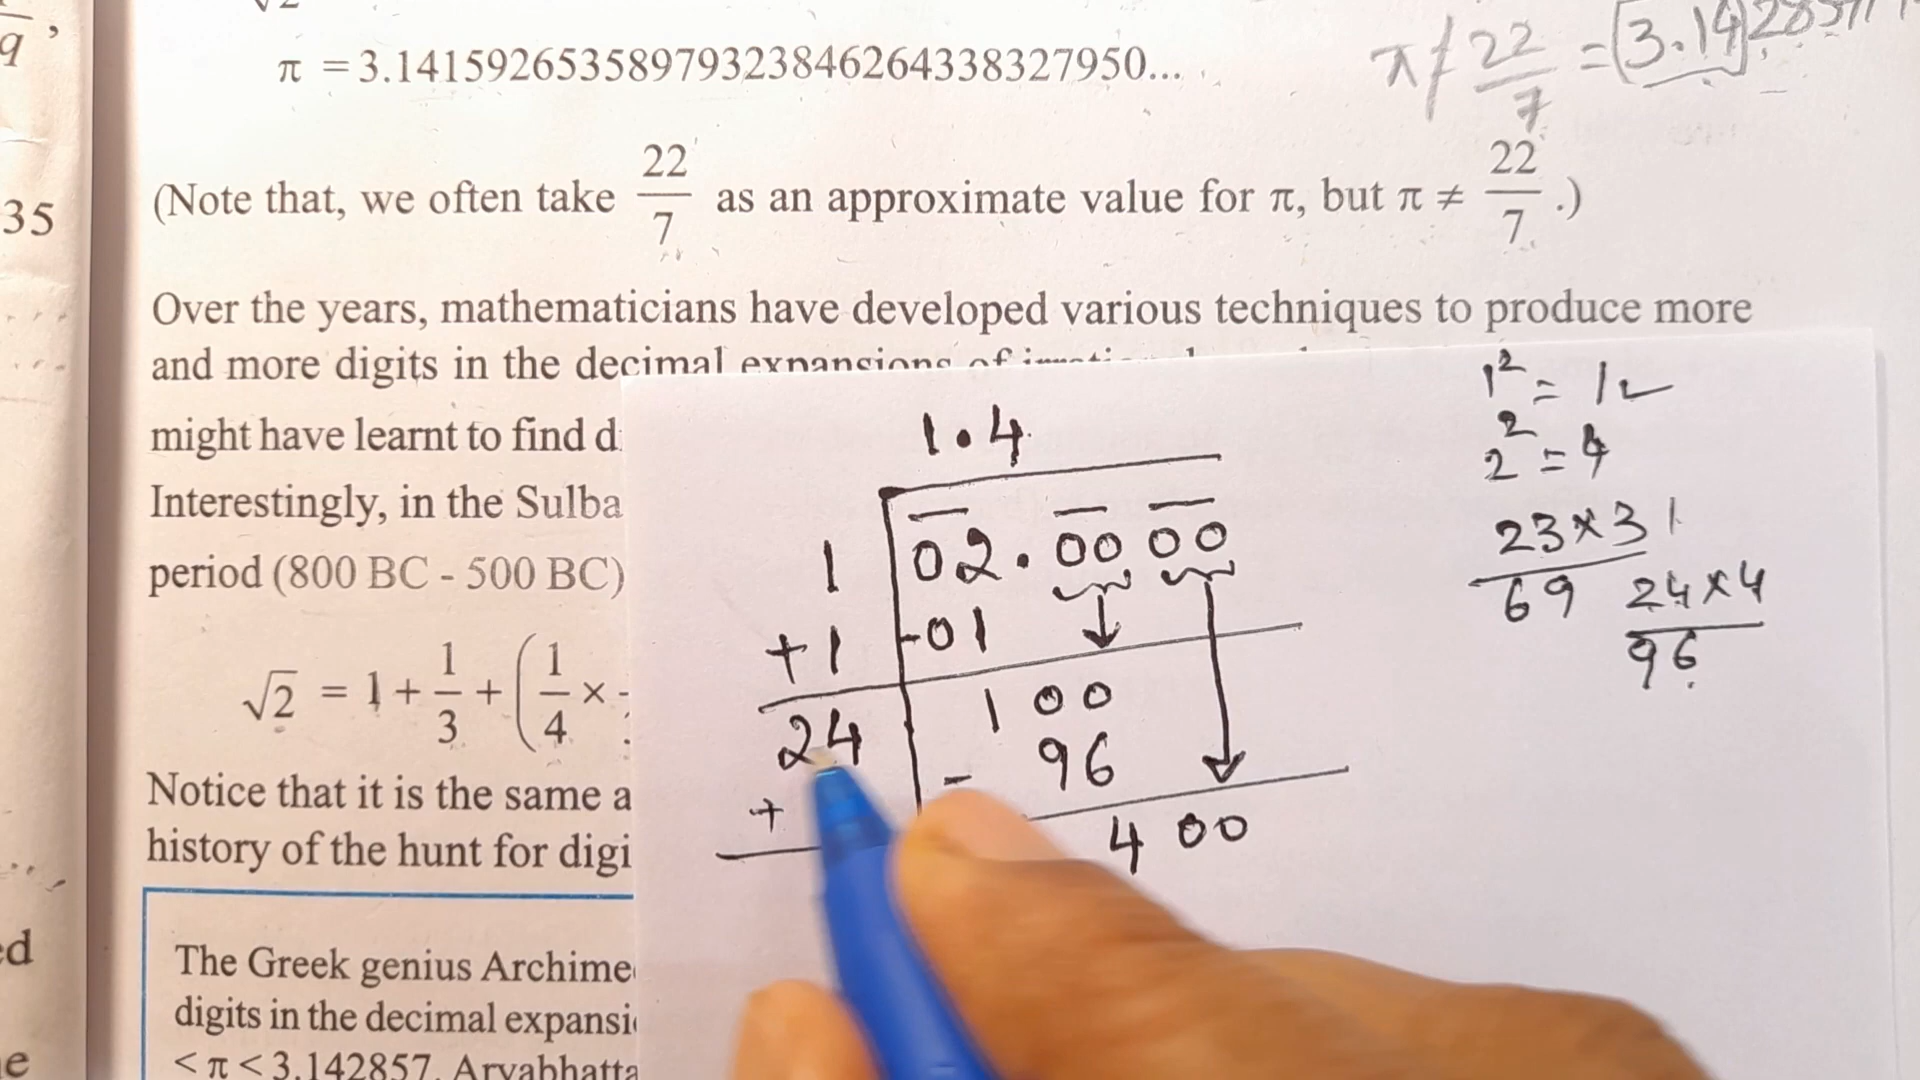 q ,
π = 3.14159265358979323846264338327950...
π ≠ 22/7 = 3.14
35
(Note that, we often take 22/7 as an approximate value for π, but π ≠ 22/7 .)
Over the years, mathematicians have developed various techniques to produce more
and more digits in the decimal expansions of
might have learnt to find d
Interestingly, in the Sulba
period (800 BC - 500 BC)
√2 = 1 + 1/3 + ( 1/4 ×
Notice that it is the same a
history of the hunt for digi
ed
The Greek genius Archime
digits in the decimal expansi
< π < 3.142857. Aryabhatta
e
1.4
1
02.00 00
+1
-01
24
100
- 96
+
400
1² = 1
2² = 4
23×3
69
24×4
96